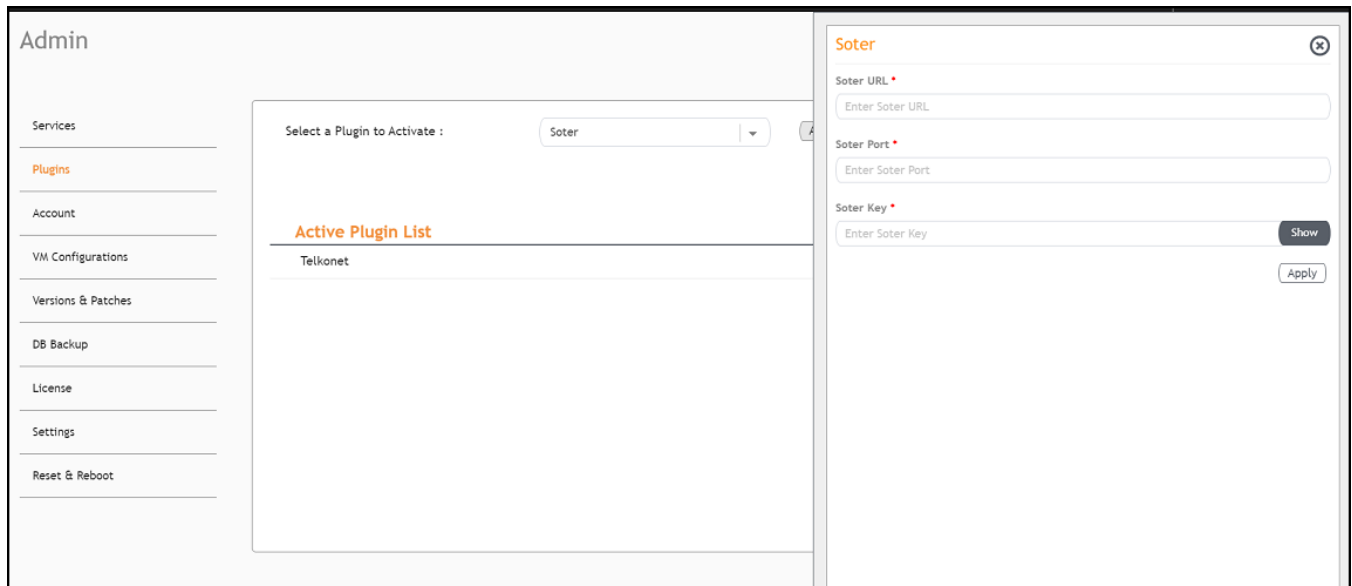 Admin
Services
Plugins
Account
VM Configurations
Versions & Patches
DB Backup
License
Settings
Reset & Reboot
Select a Plugin to Activate :
Soter
Active Plugin List
Telkonet
Soter
Soter URL *
Enter Soter URL
Soter Port *
Enter Soter Port
Soter Key *
Enter Soter Key
Show
Apply